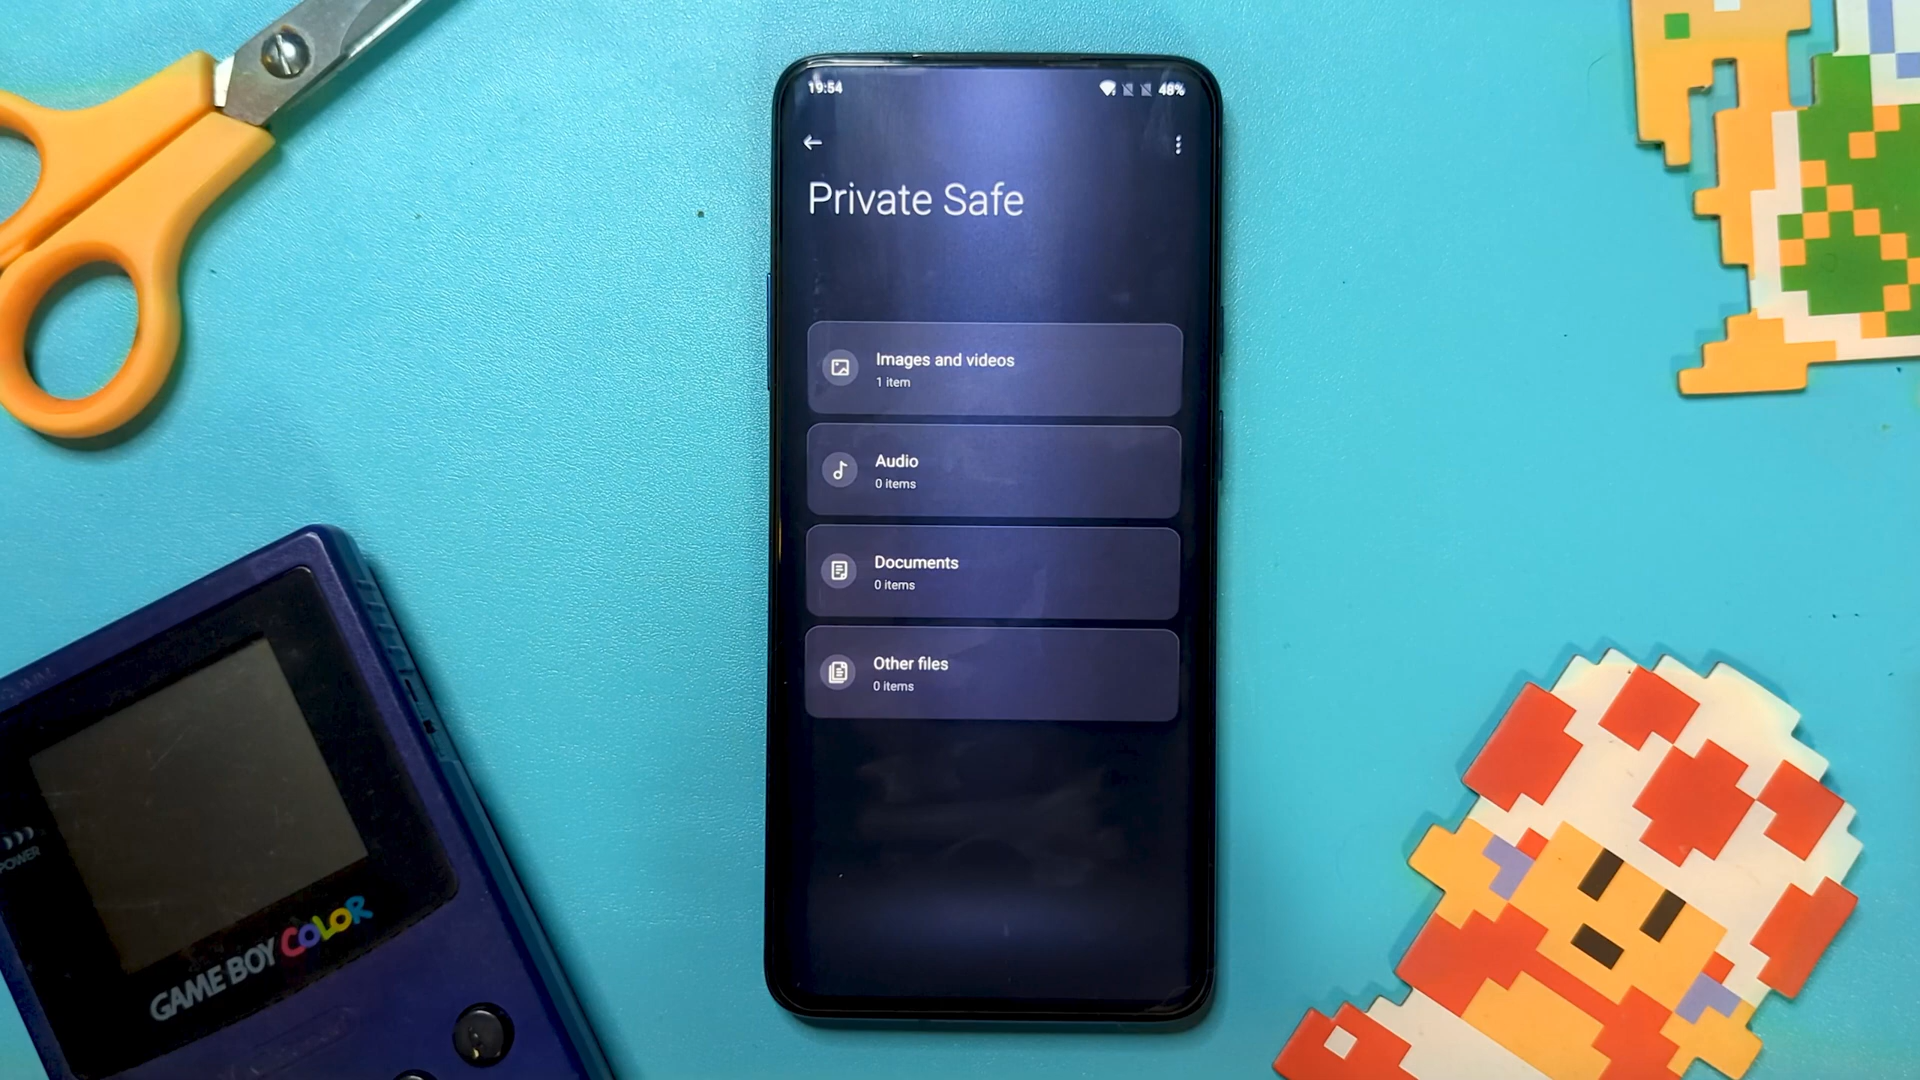 19:54
48%
Private Safe
Images and videos
1 item
Audio
0 items
Documents
0 items
Other files
0 items
POWER
GAME BOY COLOR